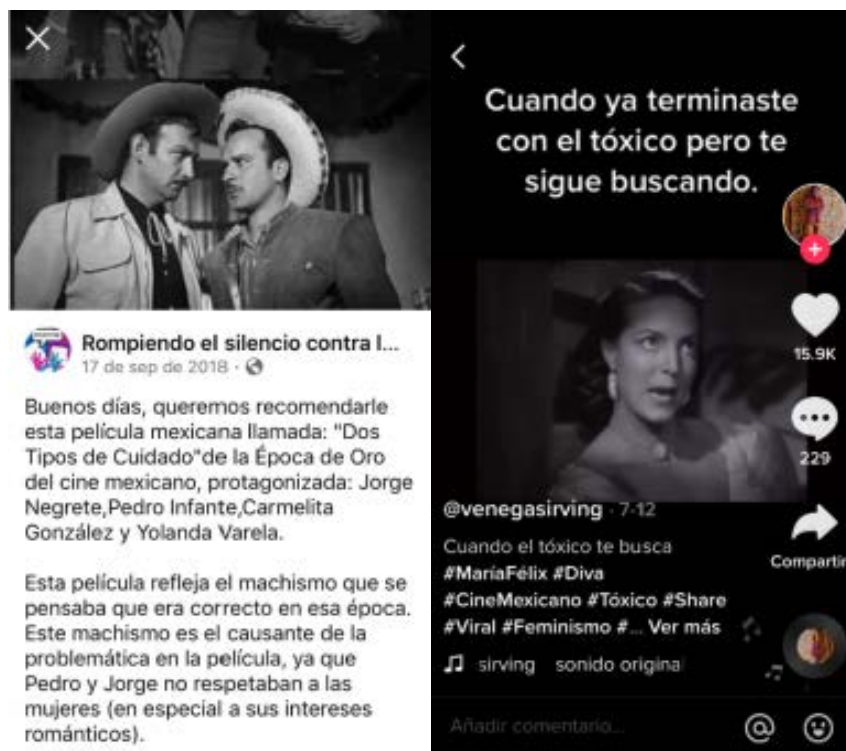 Rompiendo el silencio contra l...
17 de sep de 2018 ·
Buenos días, queremos recomendarle
esta película mexicana llamada: "Dos
Tipos de Cuidado"de la Época de Oro
del cine mexicano, protagonizada: Jorge
Negrete,Pedro Infante,Carmelita
González y Yolanda Varela.
Esta película refleja el machismo que se
pensaba que era correcto en esa época.
Este machismo es el causante de la
problemática en la película, ya que
Pedro y Jorge no respetaban a las
mujeres (en especial a sus intereses
románticos).
Cuando ya terminaste
con el tóxico pero te
sigue buscando.
15.9K
229
Compartir
@venegasirving · 7-12
Cuando el tóxico te busca
#MaríaFélix #Diva
#CineMexicano #Tóxico #Share
#Viral #Feminismo #... Ver más
sirving sonido origina
Añadir comentario...